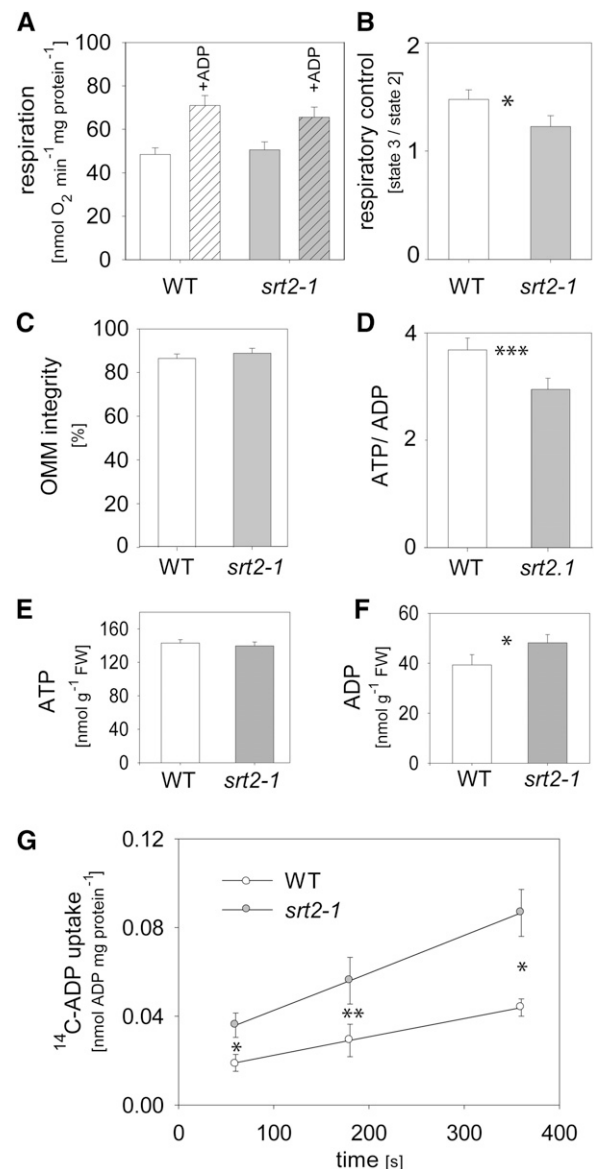 A
100
80
60
40
20
0
respiration
[nmol O₂ min⁻¹ mg protein⁻¹]
+ADP
+ADP
WT
srt2-1
B
2
1
0
respiratory control
[state 3 / state 2]
*
WT
srt2-1
C
100
80
60
40
20
0
OMM integrity
[%]
WT
srt2-1
D
4
2
0
ATP/ ADP
***
WT
srt2.1
E
160
120
80
40
0
ATP
[nmol g⁻¹ FW]
WT
srt2-1
F
60
40
20
0
ADP
[nmol g⁻¹ FW]
*
WT
srt2-1
G
0.12
0.08
0.04
0.00
¹⁴C-ADP uptake
[nmol ADP mg protein⁻¹]
WT
srt2-1
*
**
*
0 100 200 300 400
time [s]